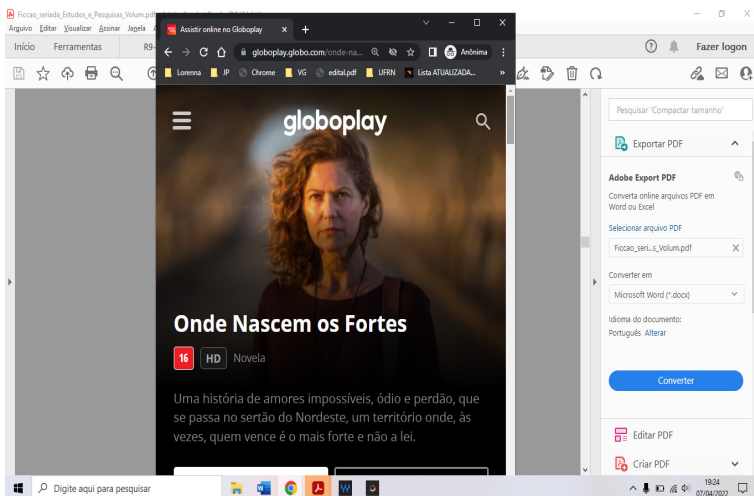 Ficcao_seriada_Estudos_e_Pesquisas_Volum.pdf
Arquivo Editar Visualizar Assinar Janela
Início Ferramentas
Fazer logon
Assistir online no Globoplay
globoplay.globo.com/onde-na...
Anônima
Lorenna JP Chrome VG edital.pdf UFRN Lista ATUALIZADA... »
globoplay
Onde Nascem os Fortes
16 HD Novela
Uma história de amores impossíveis, ódio e perdão, que
se passa no sertão do Nordeste, um território onde, às
vezes, quem vence é o mais forte e não a lei.
Pesquisar 'Compactar tamanho'
Exportar PDF
Adobe Export PDF
Converta online arquivos PDF em
Word ou Excel
Selecionar arquivo PDF
Ficcao_seri...s_Volum.pdf
Converter em
Microsoft Word (*.docx)
Idioma do documento:
Português Alterar
Converter
Editar PDF
Criar PDF
Digite aqui para pesquisar
19:24
07/04/2022